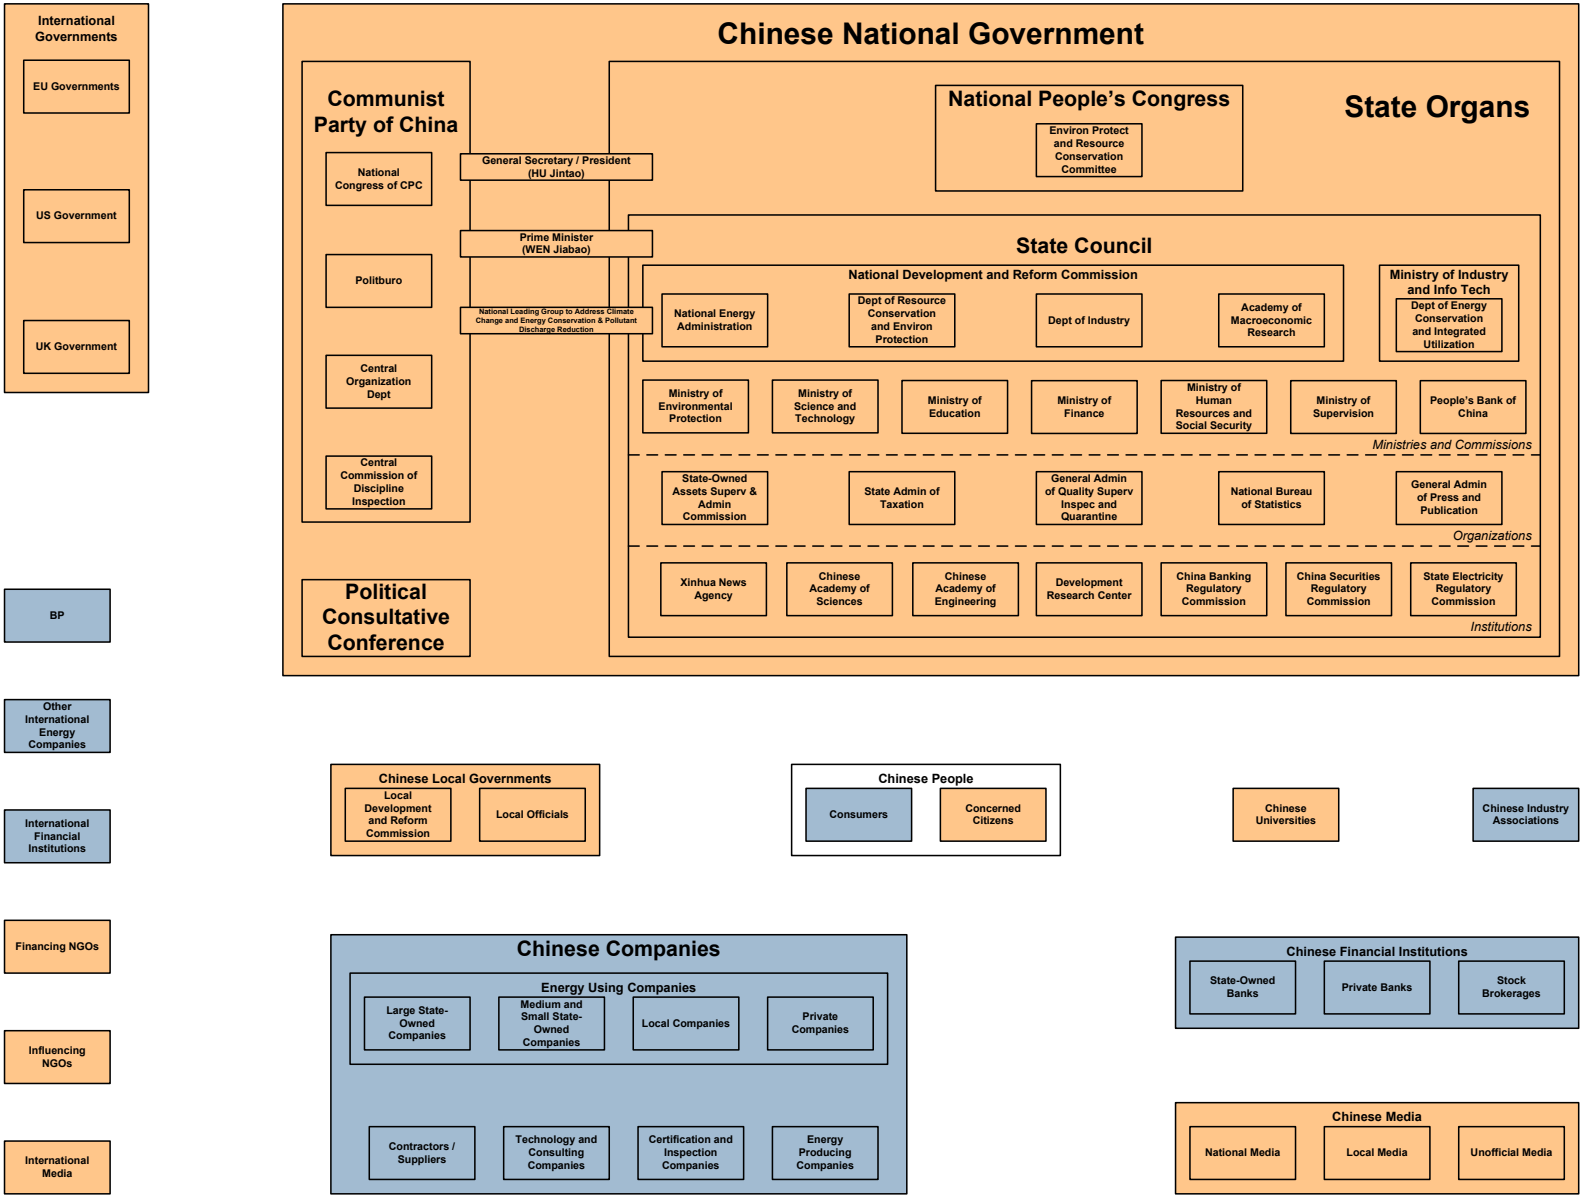 International
Governments
EU Governments
US Government
UK Government
BP
Other
International
Energy
Companies
International
Financial
Institutions
Financing NGOs
Influencing
NGOs
International
Media
Chinese National Government
Communist
Party of China
National
Congress of CPC
Politburo
Central
Organization
Dept
Central
Commission of
Discipline
Inspection
Political
Consultative
Conference
General Secretary / President
(HU Jintao)
Prime Minister
(WEN Jiabao)
National Leading Group to Address Climate
Change and Energy Conservation & Pollutant
Discharge Reduction
State Organs
National People's Congress
Environ Protect
and Resource
Conservation
Committee
State Council
National Development and Reform Commission
National Energy
Administration
Dept of Resource
Conservation
and Environ
Protection
Dept of Industry
Academy of
Macroeconomic
Research
Ministry of Industry
and Info Tech
Dept of Energy
Conservation
and Integrated
Utilization
Ministry of
Environmental
Protection
Ministry of
Science and
Technology
Ministry of
Education
Ministry of
Finance
Ministry of
Human
Resources and
Social Security
Ministry of
Supervision
People's Bank of
China
Ministries and Commissions
State-Owned
Assets Superv &
Admin
Commission
State Admin of
Taxation
General Admin
of Quality Superv
Inspec and
Quarantine
National Bureau
of Statistics
General Admin
of Press and
Publication
Organizations
Xinhua News
Agency
Chinese
Academy of
Sciences
Chinese
Academy of
Engineering
Development
Research Center
China Banking
Regulatory
Commission
China Securities
Regulatory
Commission
State Electricity
Regulatory
Commission
Institutions
Chinese Local Governments
Local
Development
and Reform
Commission
Local Officials
Chinese People
Consumers
Concerned
Citizens
Chinese
Universities
Chinese Industry
Associations
Chinese Companies
Energy Using Companies
Large State-
Owned
Companies
Medium and
Small State-
Owned
Companies
Local Companies
Private
Companies
Contractors /
Suppliers
Technology and
Consulting
Companies
Certification and
Inspection
Companies
Energy
Producing
Companies
Chinese Financial Institutions
State-Owned
Banks
Private Banks
Stock
Brokerages
Chinese Media
National Media
Local Media
Unofficial Media